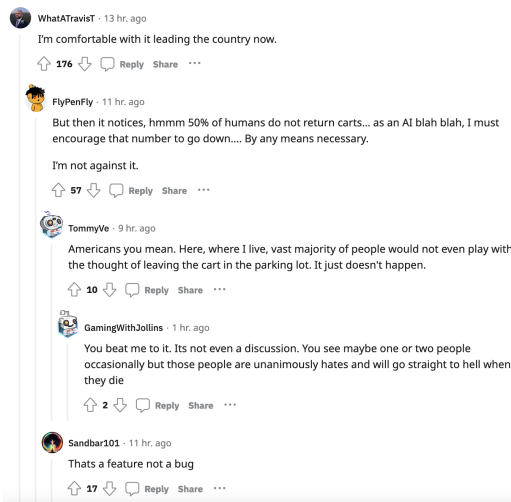 WhatATravisT · 13 hr. ago
I'm comfortable with it leading the country now.
176 Reply Share ...
FlyPenFly · 11 hr. ago
But then it notices, hmmm 50% of humans do not return carts... as an AI blah blah, I must
encourage that number to go down.... By any means necessary.
I'm not against it.
57 Reply Share ...
TommyVe · 9 hr. ago
Americans you mean. Here, where I live, vast majority of people would not even play with
the thought of leaving the cart in the parking lot. It just doesn't happen.
10 Reply Share ...
GamingWithJollins · 1 hr. ago
You beat me to it. Its not even a discussion. You see maybe one or two people
occasionally but those people are unanimously hates and will go straight to hell when
they die
2 Reply Share ...
Sandbar101 · 11 hr. ago
Thats a feature not a bug
17 Reply Share ...